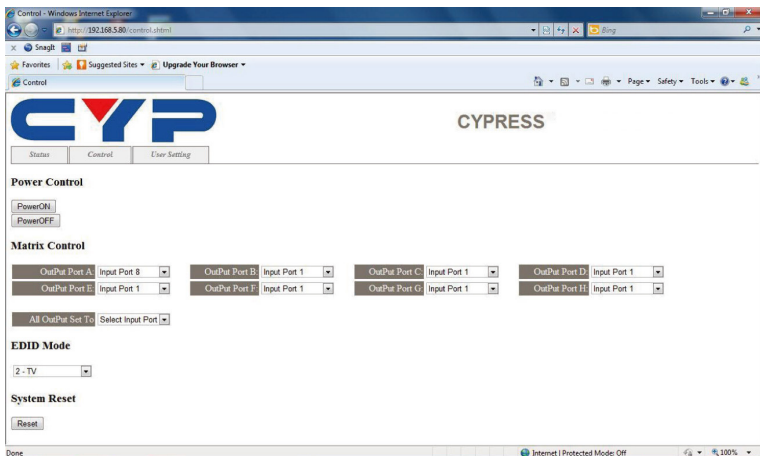 Control - Windows Internet Explorer
http://192.168.5.80/control.shtml
Bing
x SnagIt
Favorites Suggested Sites Upgrade Your Browser
Control
Page Safety Tools
CYP
CYPRESS
Status Control User Setting
Power Control
PowerON
PowerOFF
Matrix Control
OutPut Port A: Input Port 8 OutPut Port B: Input Port 1 OutPut Port C: Input Port 1 OutPut Port D: Input Port 1
OutPut Port E: Input Port 1 OutPut Port F: Input Port 1 OutPut Port G: Input Port 1 OutPut Port H: Input Port 1
All OutPut Set To Select Input Port
EDID Mode
2 - TV
System Reset
Reset
Done Internet | Protected Mode: Off 100%